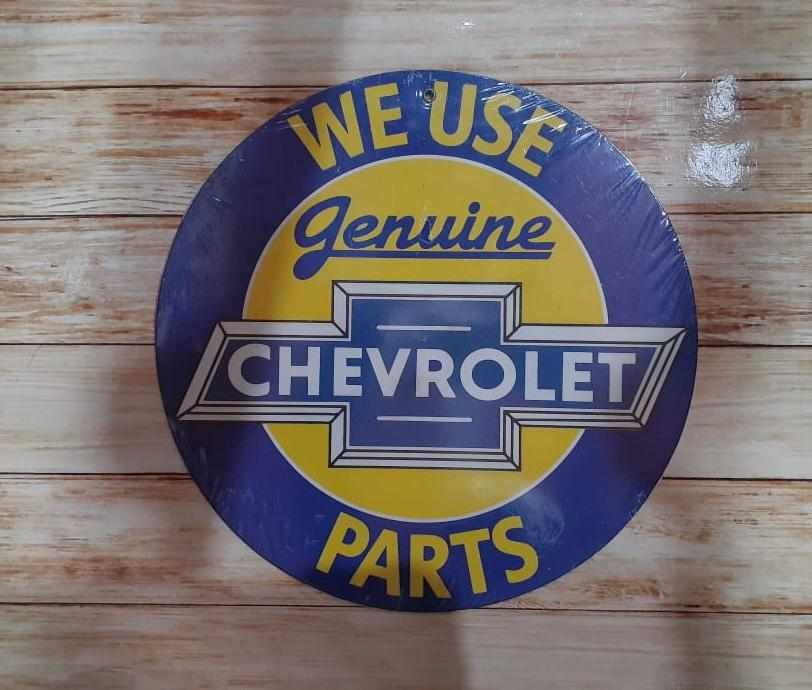 WE USE
Genuine
CHEVROLET
PARTS